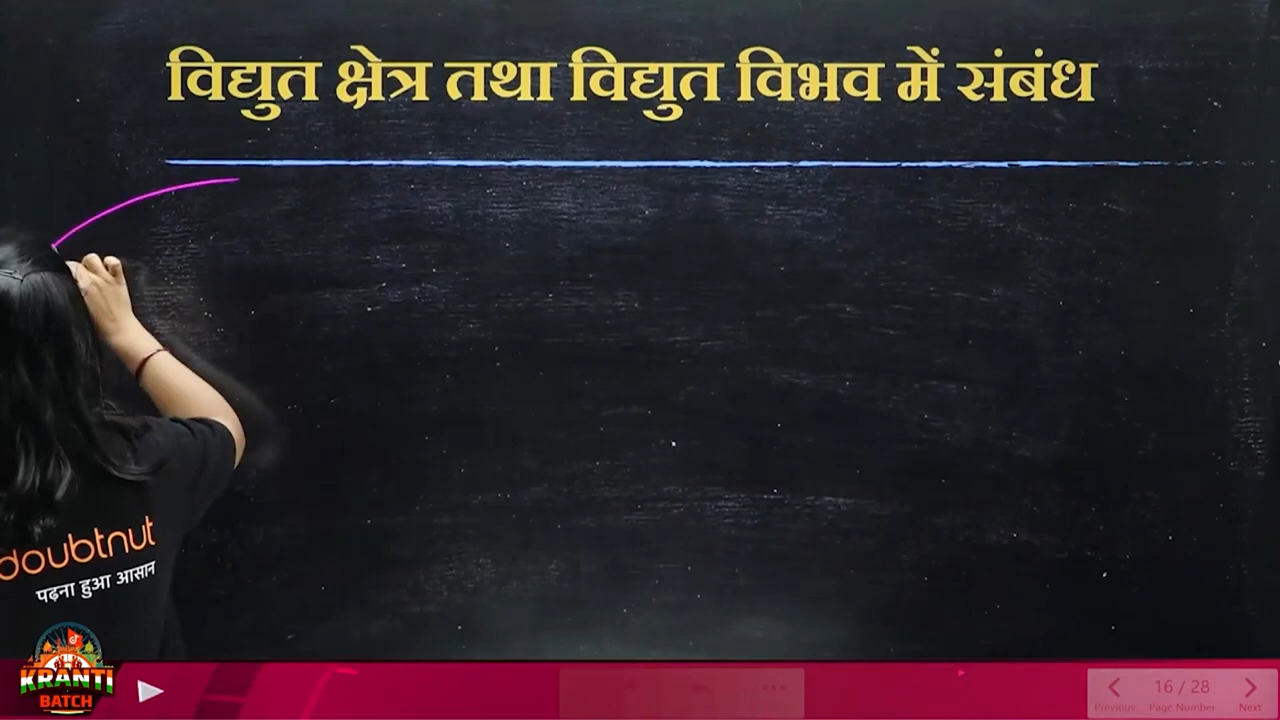 विद्युत क्षेत्र तथा विद्युत विभव में संबंध
doubtnut
पढ़ना हुआ आसान
KRANTI
BATCH
16 / 28
Previous Page Number Next